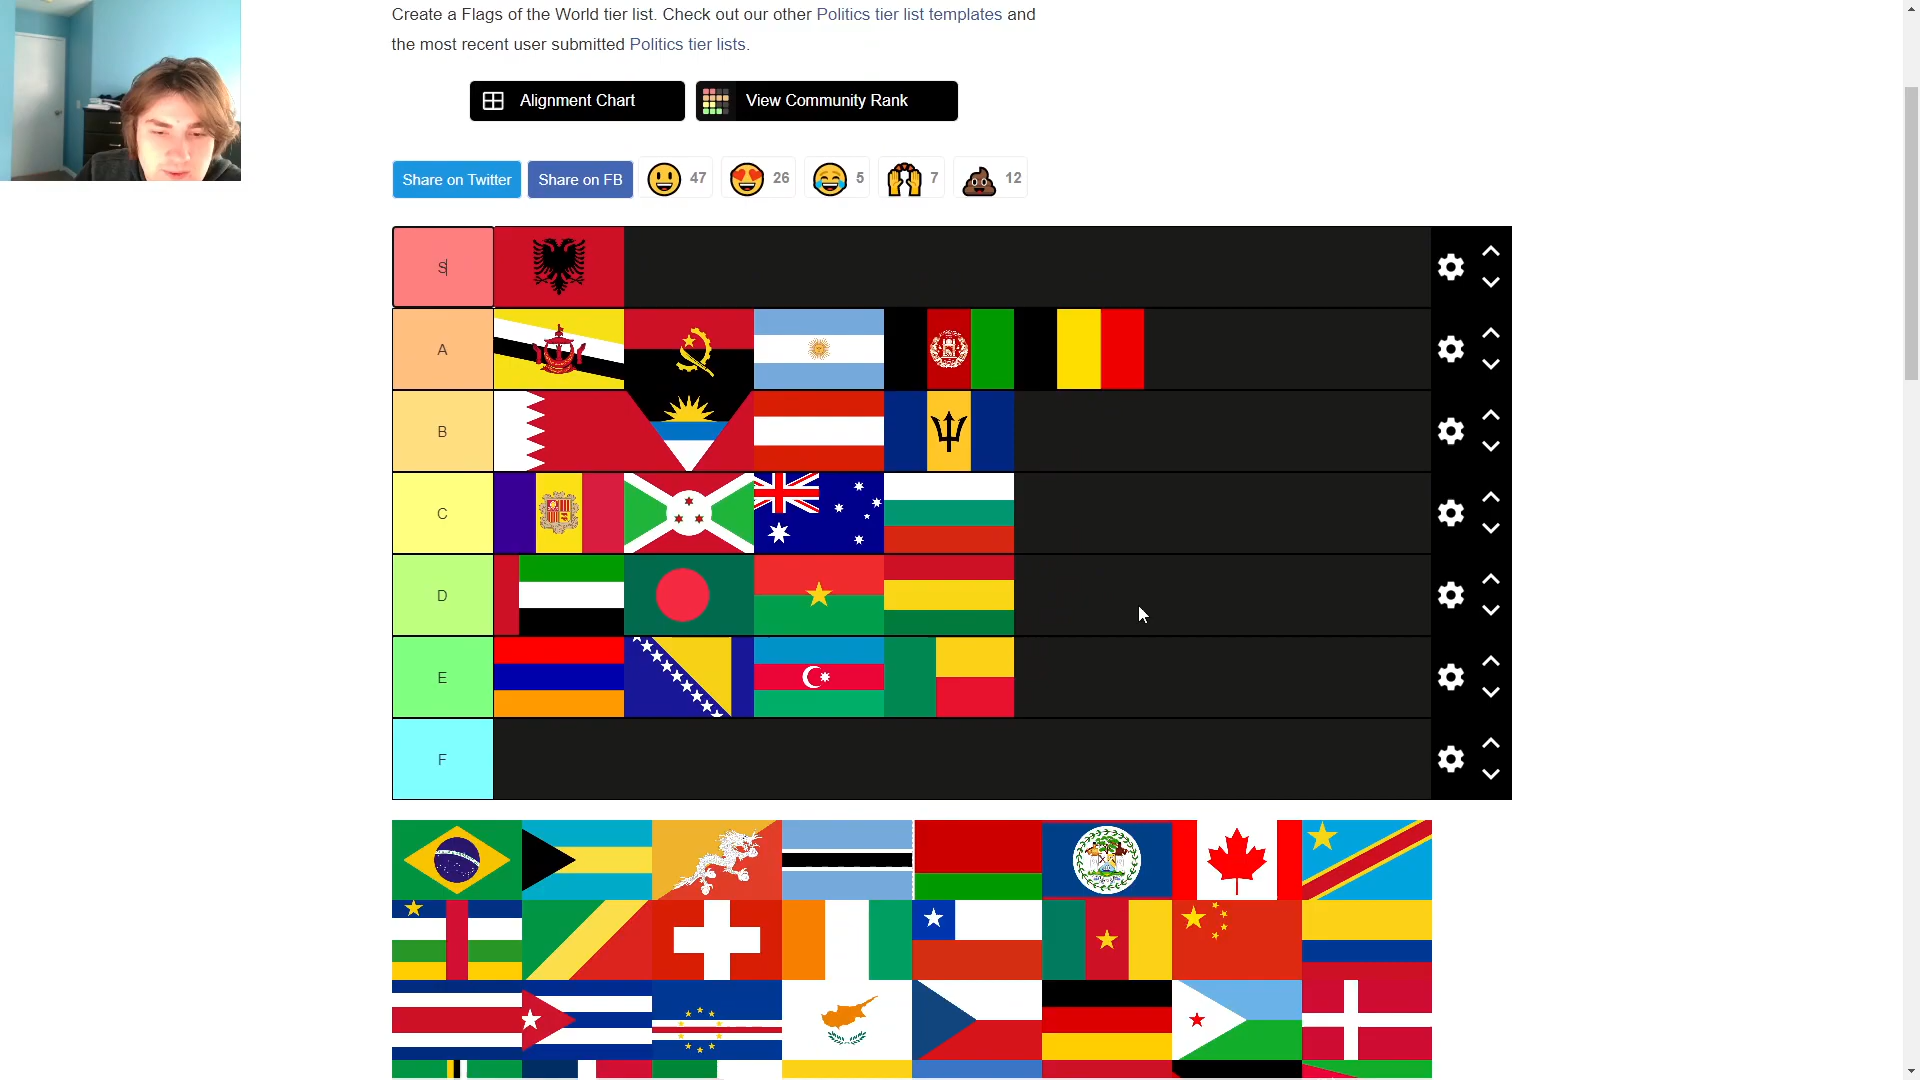 Create a Flags of the World tier list. Check out our other Politics tier list templates and
the most recent user submitted Politics tier lists.
Alignment Chart
View Community Rank
Share on Twitter
Share on FB
47
26
5
7
12
S
A
B
C
D
E
F